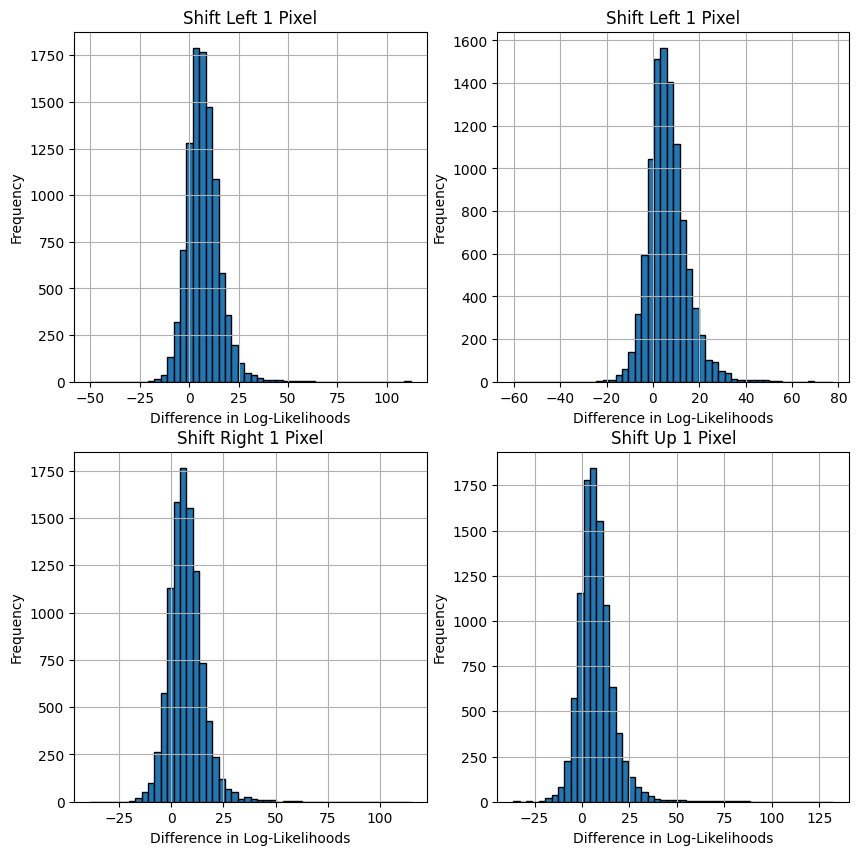 Shift Left 1 Pixel
1750
1500
1250
1000
750
500
250
0
Frequency
−50 −25 0 25 50 75 100
Difference in Log-Likelihoods
Shift Left 1 Pixel
1600
1400
1200
1000
800
600
400
200
0
Frequency
−60 −40 −20 0 20 40 60 80
Difference in Log-Likelihoods
Shift Right 1 Pixel
1750
1500
1250
1000
750
500
250
0
Frequency
−25 0 25 50 75 100
Difference in Log-Likelihoods
Shift Up 1 Pixel
1750
1500
1250
1000
750
500
250
0
Frequency
−25 0 25 50 75 100 125
Difference in Log-Likelihoods